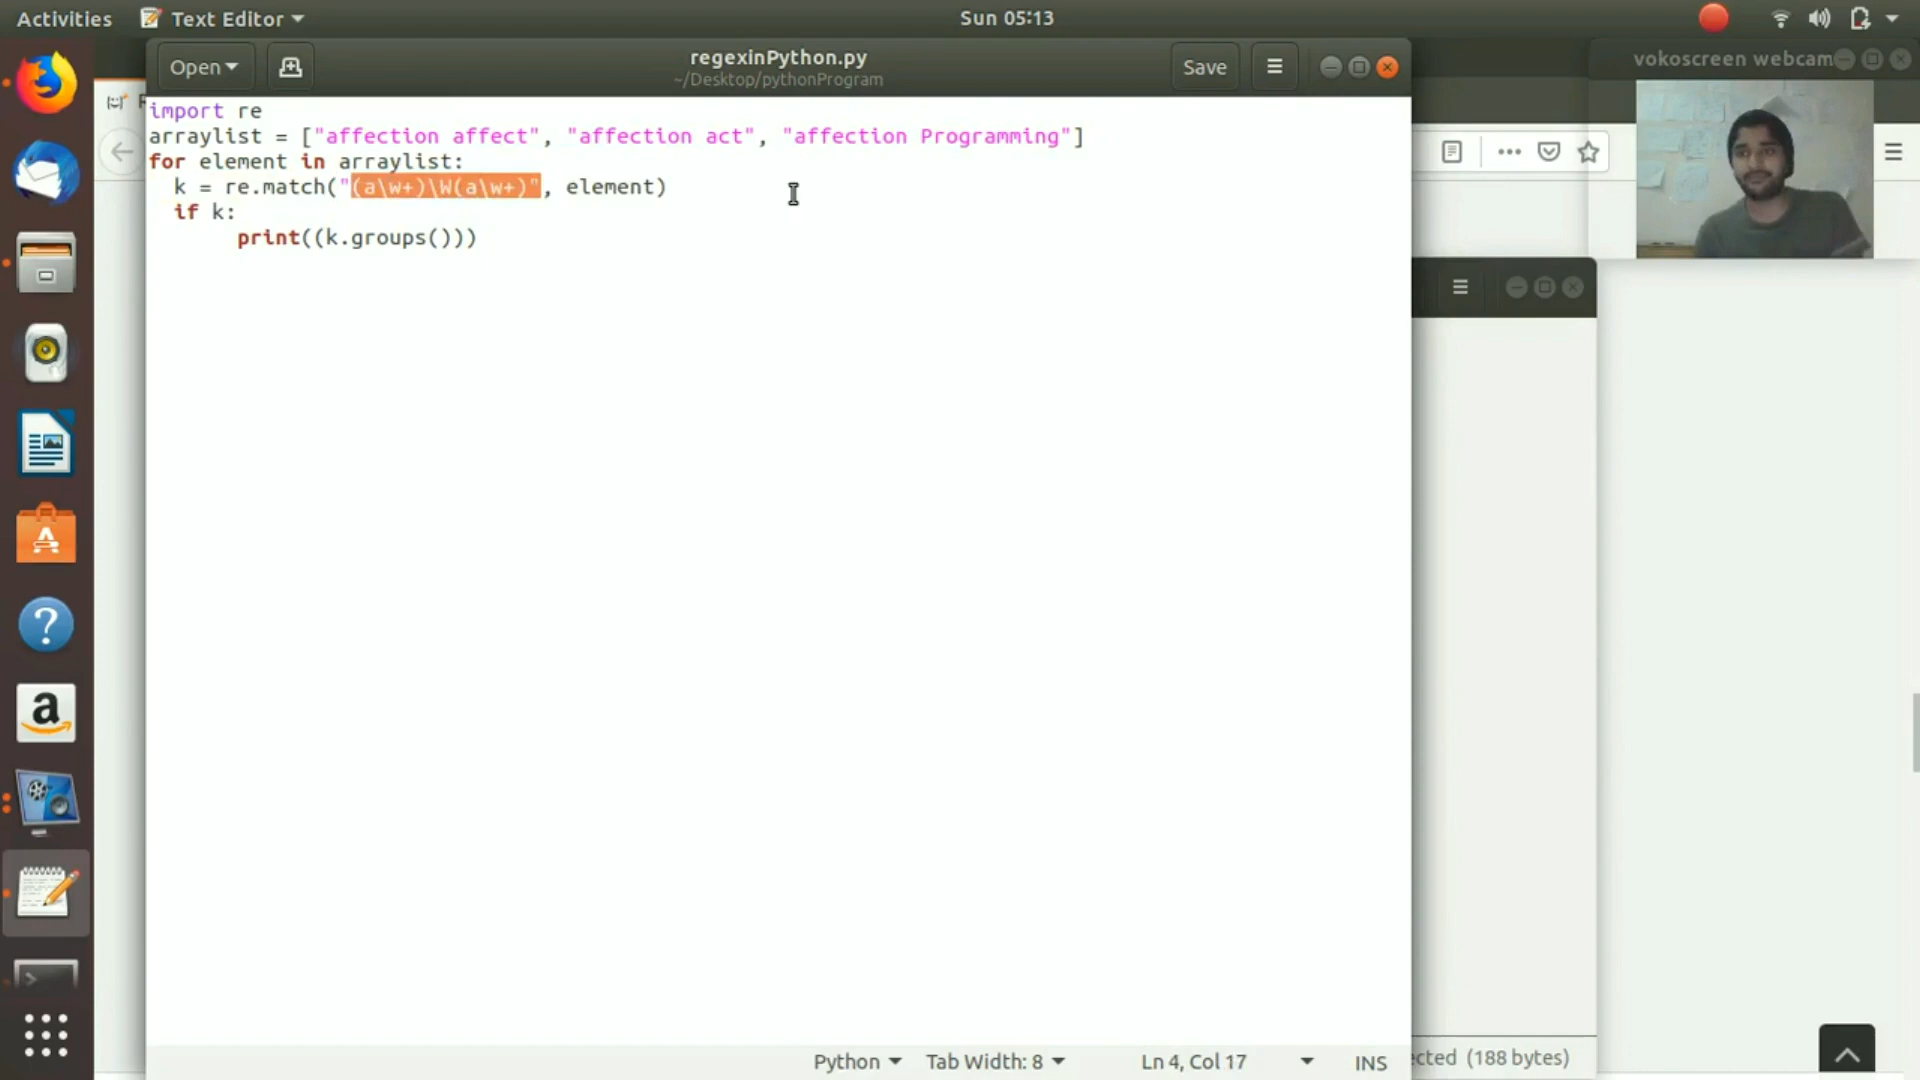 Activities Text Editor Sun 05:13
regexinPython.py
Open ~/Desktop/pythonProgram Save
vokoscreen webcam
import re
arraylist = ["affection affect", "affection act", "affection Programming"]
for element in arraylist:
k = re.match("(a\w+)\W(a\w+)", element)
if k:
print((k.groups()))
Python Tab Width: 8 Ln 4, Col 17 INS
(188 bytes)